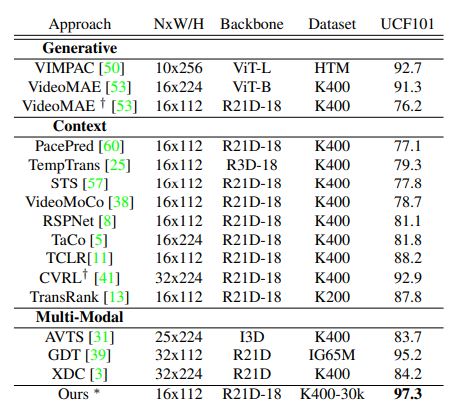 Approach NxW/H Backbone Dataset UCF101
Generative
VIMPAC [50] 10x256 ViT-L HTM 92.7
VideoMAE [53] 16x224 ViT-B K400 91.3
VideoMAE † [53] 16x112 R21D-18 K400 76.2
Context
PacePred [60] 16x112 R21D-18 K400 77.1
TempTrans [25] 16x112 R3D-18 K400 79.3
STS [57] 16x112 R21D-18 K400 77.8
VideoMoCo [38] 16x112 R21D-18 K400 78.7
RSPNet [8] 16x112 R21D-18 K400 81.1
TaCo [5] 16x224 R21D-18 K400 81.8
TCLR[11] 16x112 R21D-18 K400 88.2
CVRL† [41] 32x224 R21D-18 K400 92.9
TransRank [13] 16x112 R21D-18 K200 87.8
Multi-Modal
AVTS [31] 25x224 I3D K400 83.7
GDT [39] 32x112 R21D IG65M 95.2
XDC [3] 32x224 R21D K400 84.2
Ours * 16x112 R21D-18 K400-30k 97.3